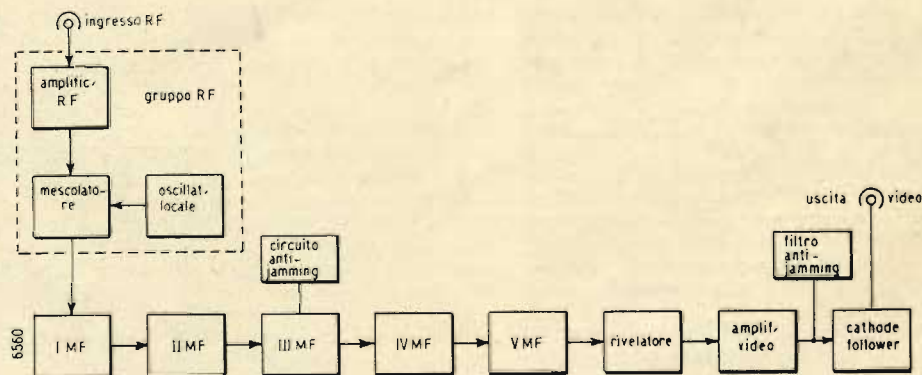 ingresso RF
amplific.
RF
gruppo RF
mescolato-
re
oscillat.
locale
uscita video
circuito
anti-
jamming
filtro
anti-
jamming
6560
I MF
II MF
III MF
IV MF
V MF
rivelatore
amplif.
video
cathode
follower